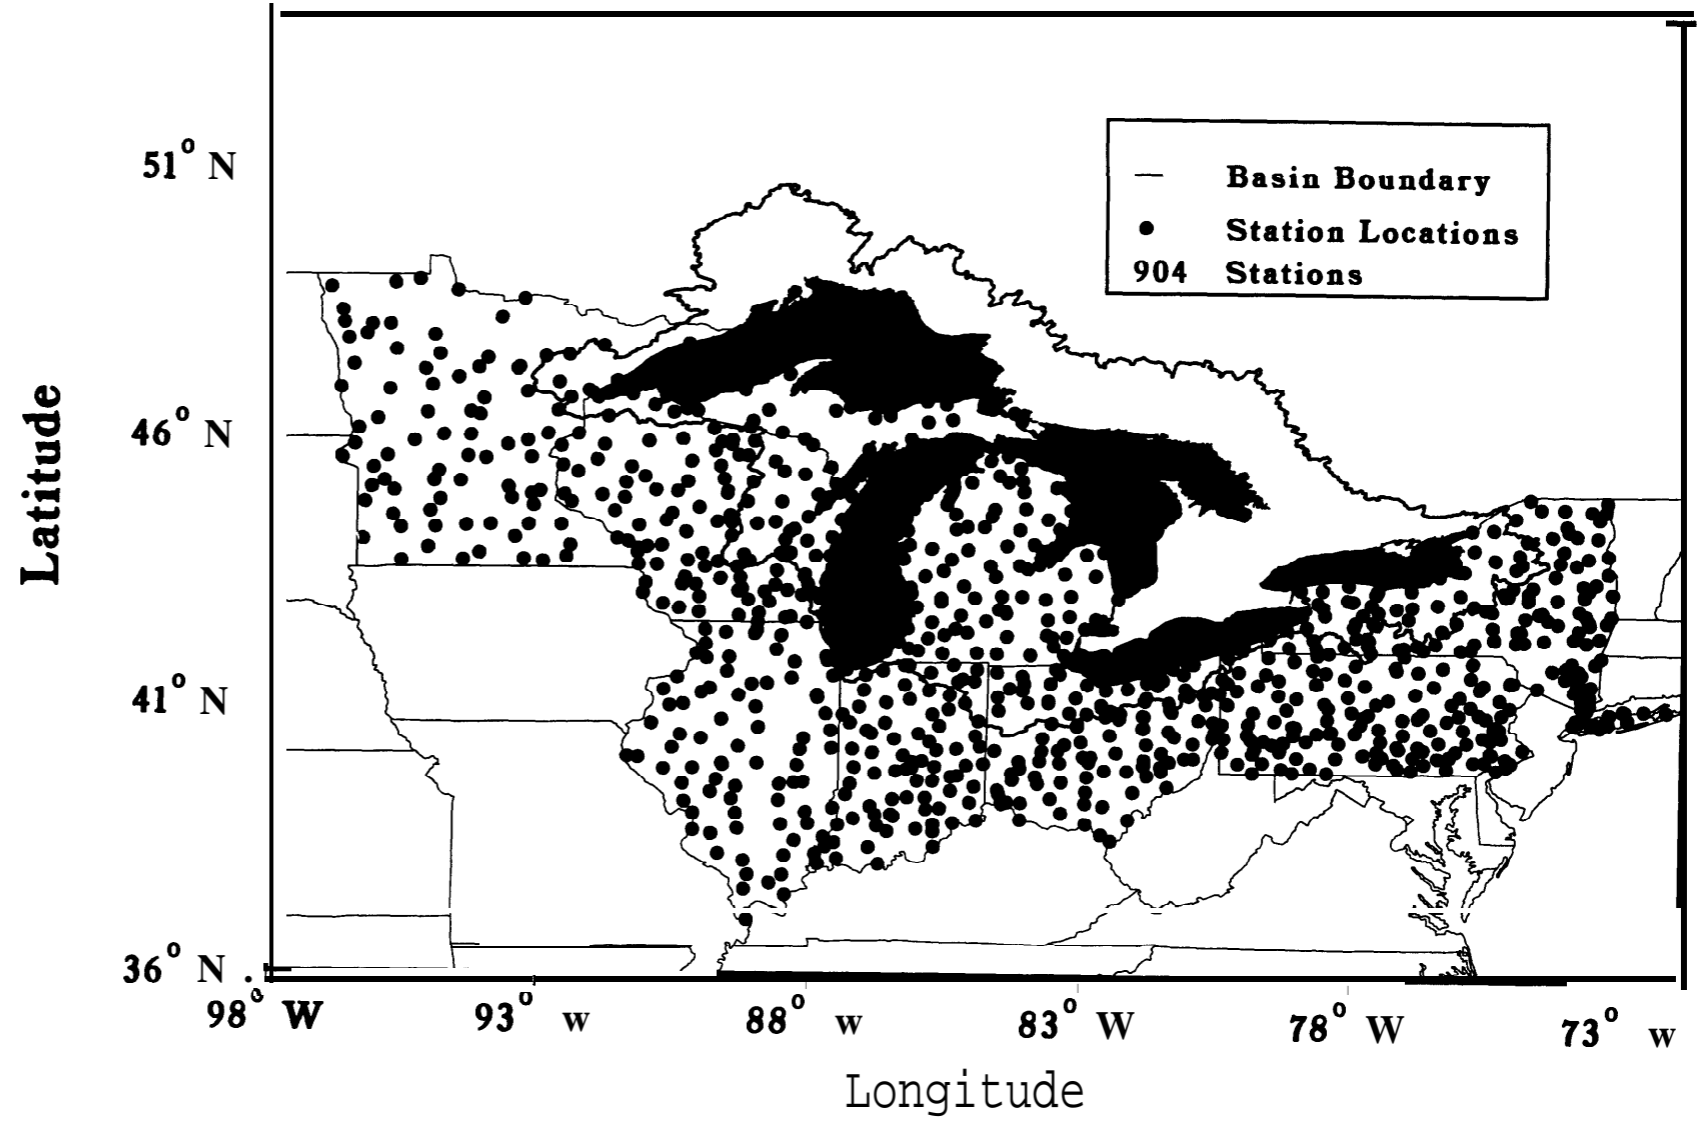 51° N
Basin Boundary
Station Locations
904 Stations
46° N
Latitude
41° N
36° N .
98° W 93° w 88° w 83° W 78° W 73° w
Longitude